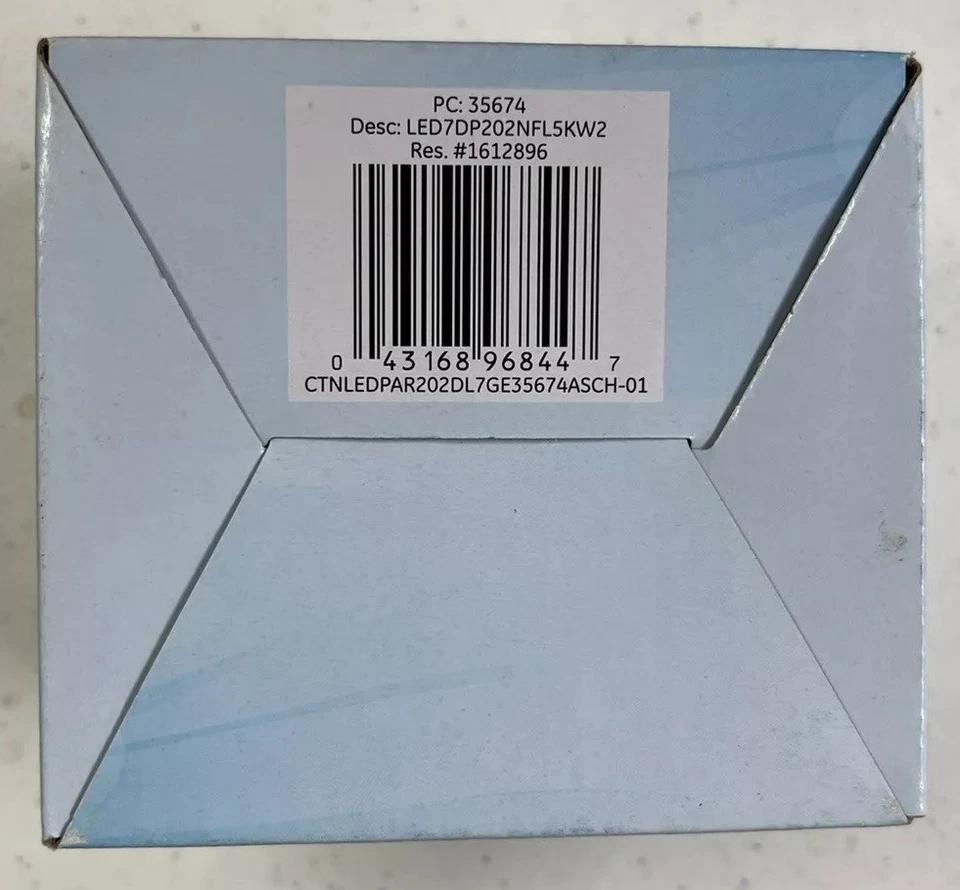 PC: 35674
Desc: LED7DP202NFL5KW2
Res. #1612896
0 43168 96844 7
CTNLEDPAR202DL7GE35674ASCH-01